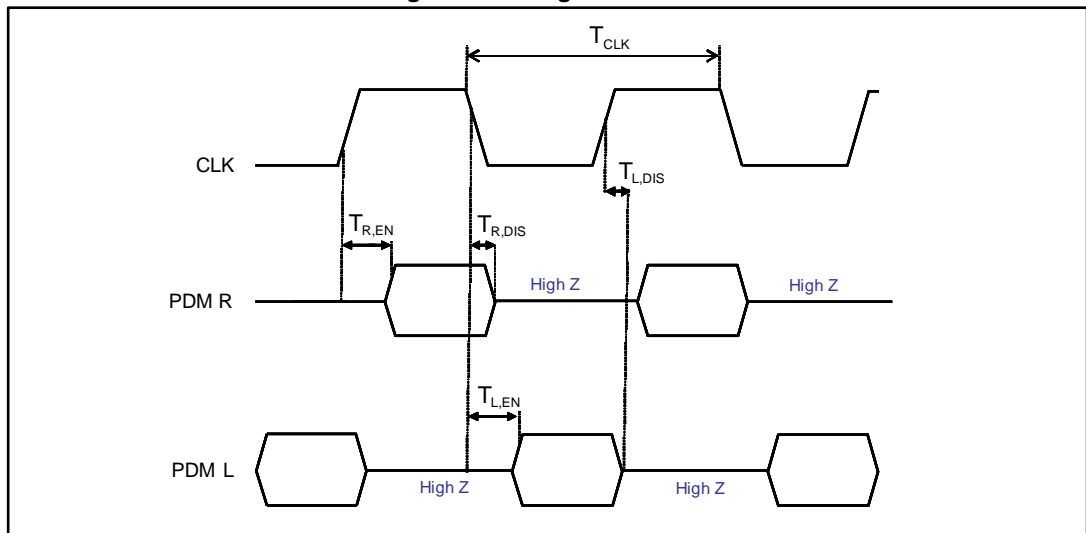 T_CLK
CLK
T_L,DIS
T_R,EN
T_R,DIS
PDM R
High Z
High Z
T_L,EN
PDM L
High Z
High Z